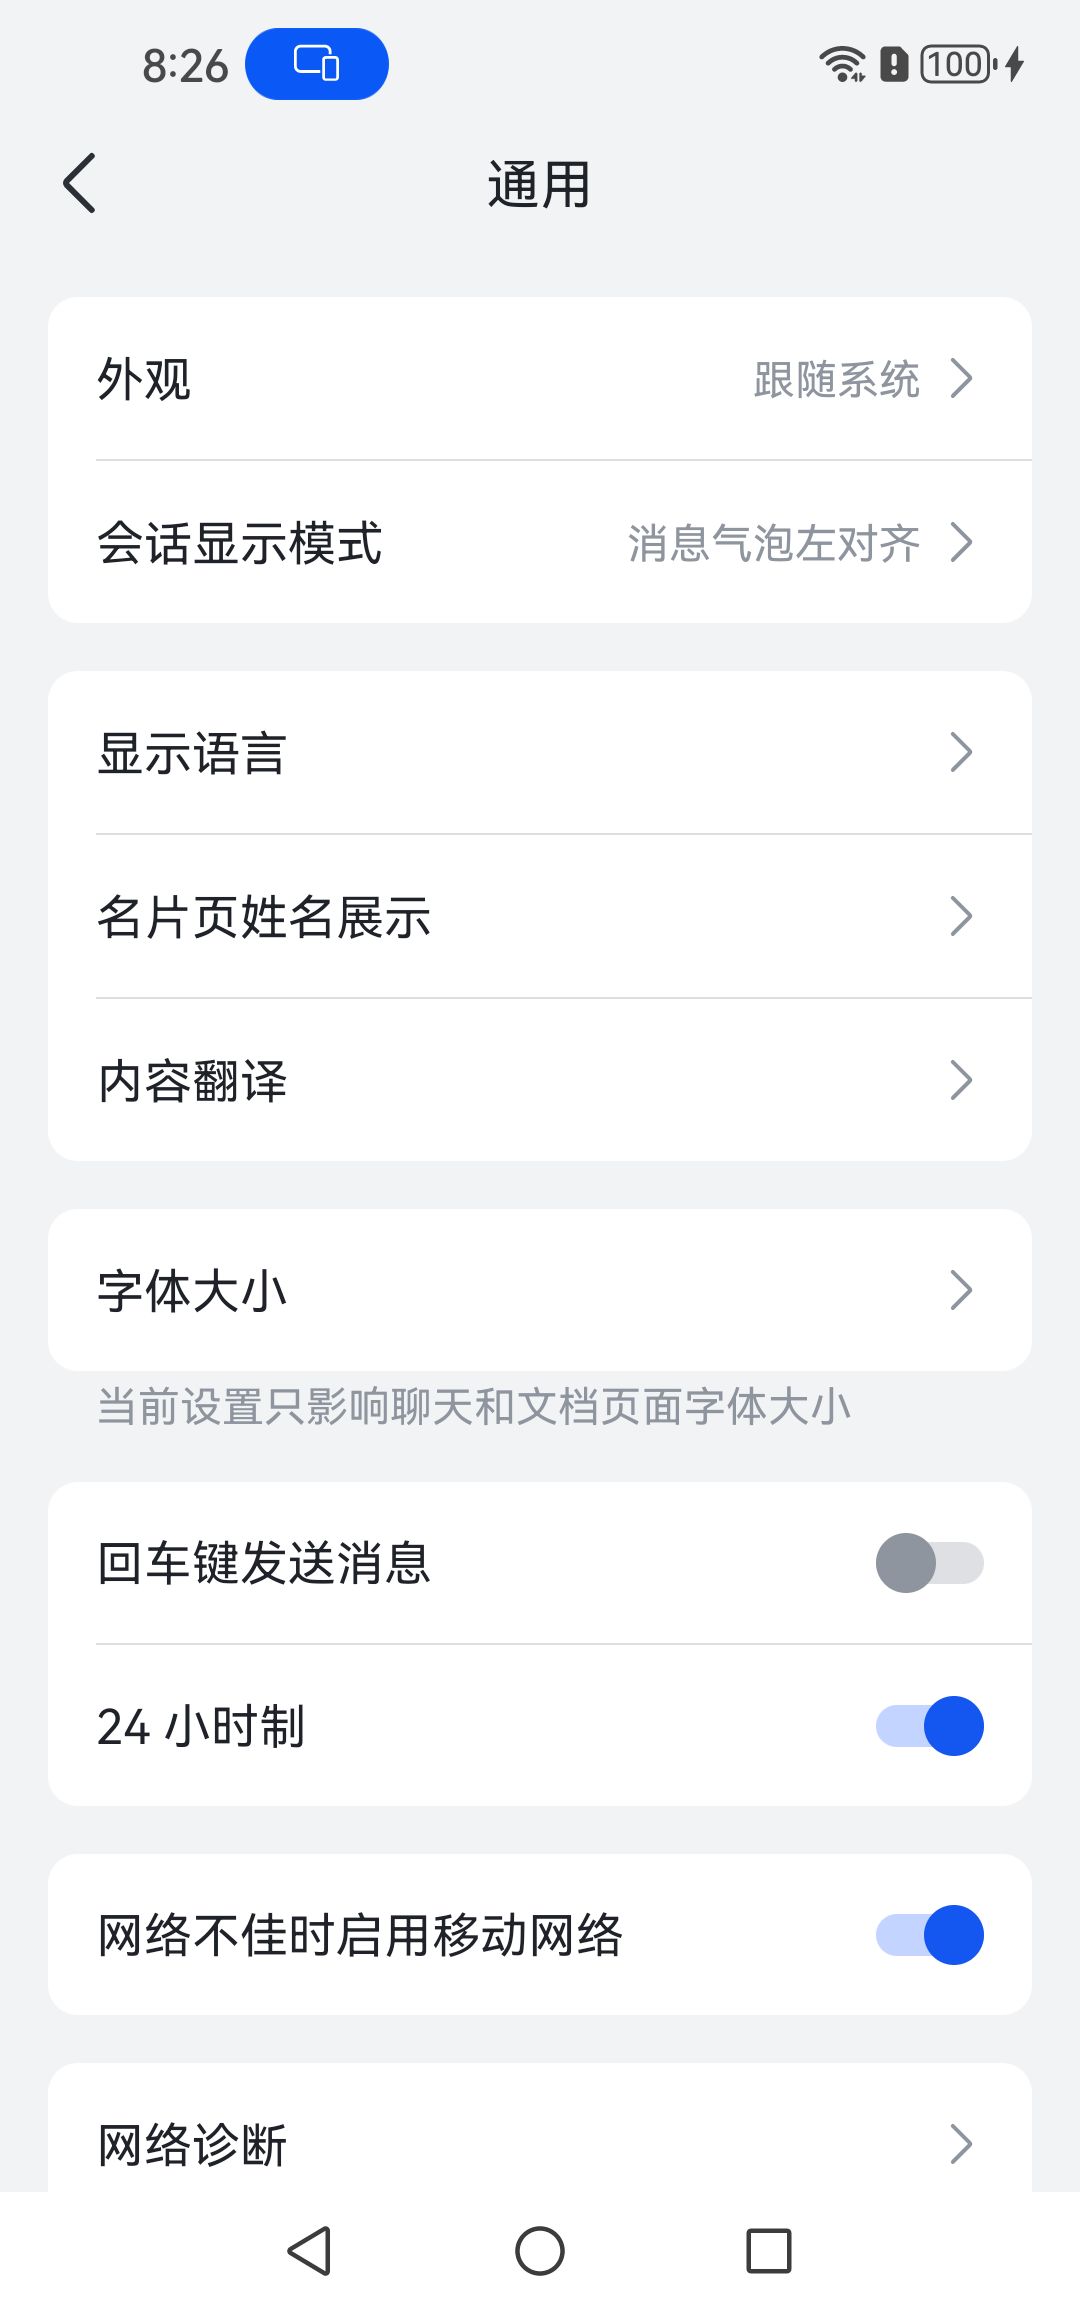 8:26
100
通用
外观
跟随系统
会话显示模式
消息气泡左对齐
显示语言
名片页姓名展示
内容翻译
字体大小
当前设置只影响聊天和文档页面字体大小
回车键发送消息
24 小时制
网络不佳时启用移动网络
网络诊断